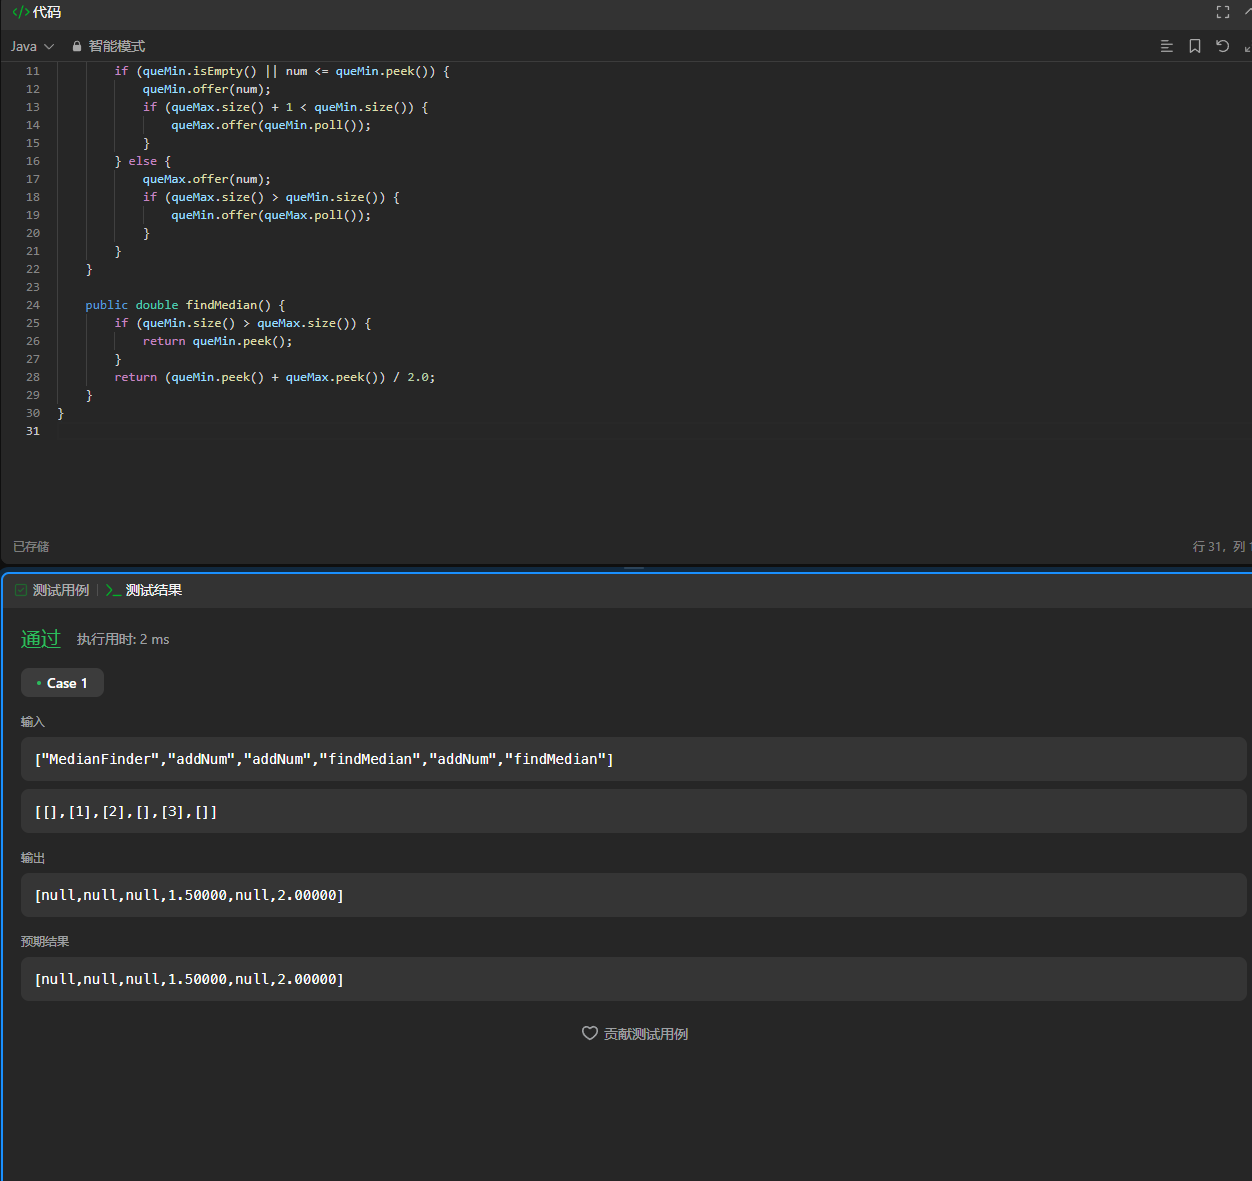 </> 代码
Java 智能模式
11 if (queMin.isEmpty() || num <= queMin.peek()) {
12 queMin.offer(num);
13 if (queMax.size() + 1 < queMin.size()) {
14 queMax.offer(queMin.poll());
15 }
16 } else {
17 queMax.offer(num);
18 if (queMax.size() > queMin.size()) {
19 queMin.offer(queMax.poll());
20 }
21 }
22 }
23
24 public double findMedian() {
25 if (queMin.size() > queMax.size()) {
26 return queMin.peek();
27 }
28 return (queMin.peek() + queMax.peek()) / 2.0;
29 }
30 }
31
已存储 行 31，列 1
测试用例 | >_ 测试结果
通过 执行用时: 2 ms
• Case 1
输入
["MedianFinder","addNum","addNum","findMedian","addNum","findMedian"]
[[],[1],[2],[],[3],[]]
输出
[null,null,null,1.50000,null,2.00000]
预期结果
[null,null,null,1.50000,null,2.00000]
贡献测试用例